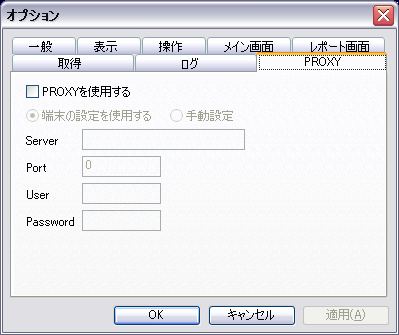 オプション
一般 表示 操作 メイン画面 レポート画面
取得 ログ PROXY
PROXYを使用する
端末の設定を使用する 手動設定
Server
Port 0
User
Password
OK キャンセル 適用(A)